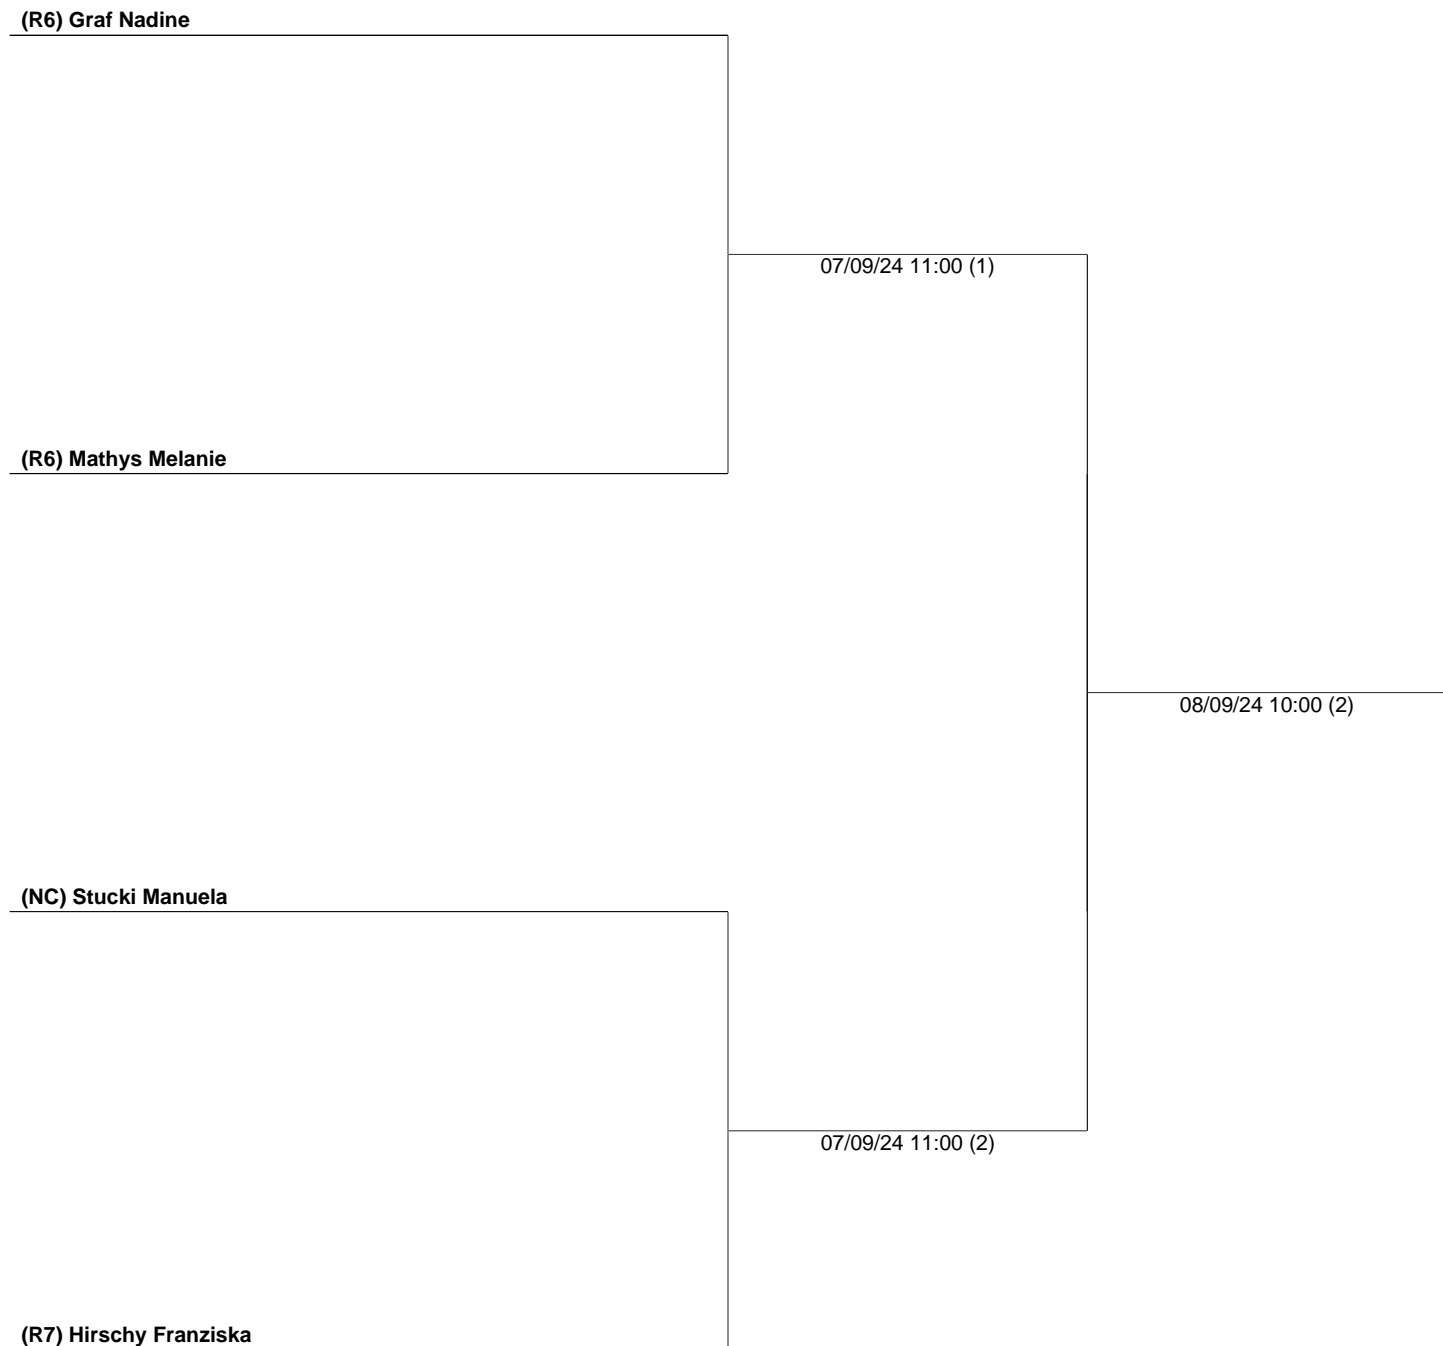 (R6) Graf Nadine
07/09/24 11:00 (1)
(R6) Mathys Melanie
08/09/24 10:00 (2)
(NC) Stucki Manuela
07/09/24 11:00 (2)
(R7) Hirschy Franziska